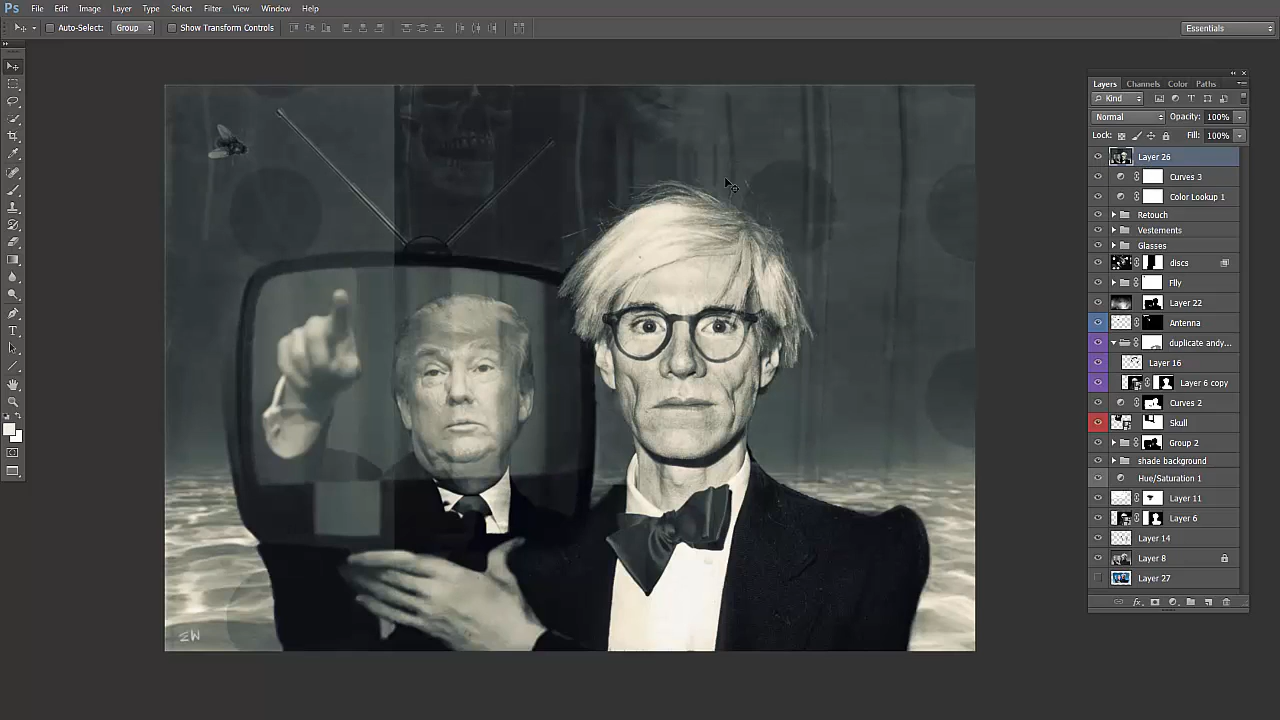 Ps File Edit Image Layer Type Select Filter View Window Help
Auto-Select: Group Show Transform Controls Essentials
Layers Channels Color Paths
Kind
Normal Opacity: 100%
Lock: Fill: 100%
Layer 26
Curves 3
Color Lookup 1
Retouch
Vestements
Glasses
discs
Flly
Layer 22
Antenna
duplicate andy...
Layer 16
Layer 6 copy
Curves 2
Skull
Group 2
shade background
Hue/Saturation 1
Layer 11
Layer 6
Layer 14
Layer 8
Layer 27
fx
EW